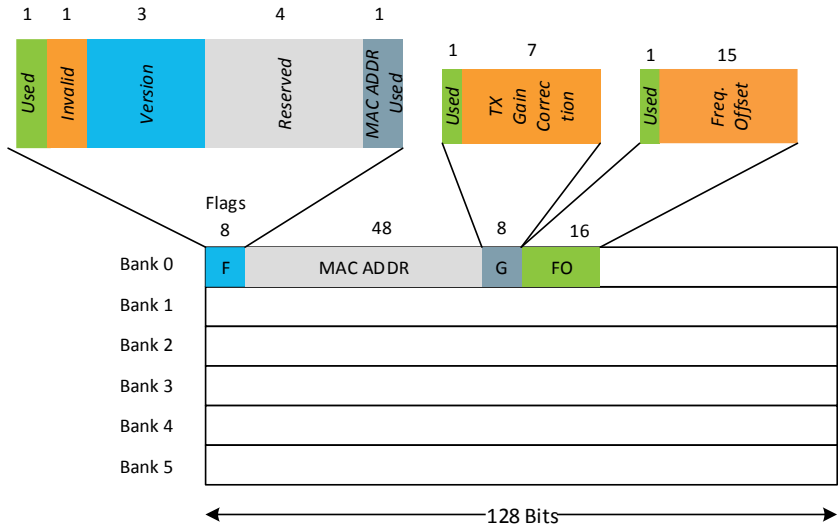 1 1 3 4 1
Used
Invalid
Version
Reserved
MAC ADDR
Used
1 7
Used
TX
Gain
Correc
tion
1 15
Used
Freq.
Offset
Flags
8 48 8 16
Bank 0 F MAC ADDR G FO
Bank 1
Bank 2
Bank 3
Bank 4
Bank 5
128 Bits